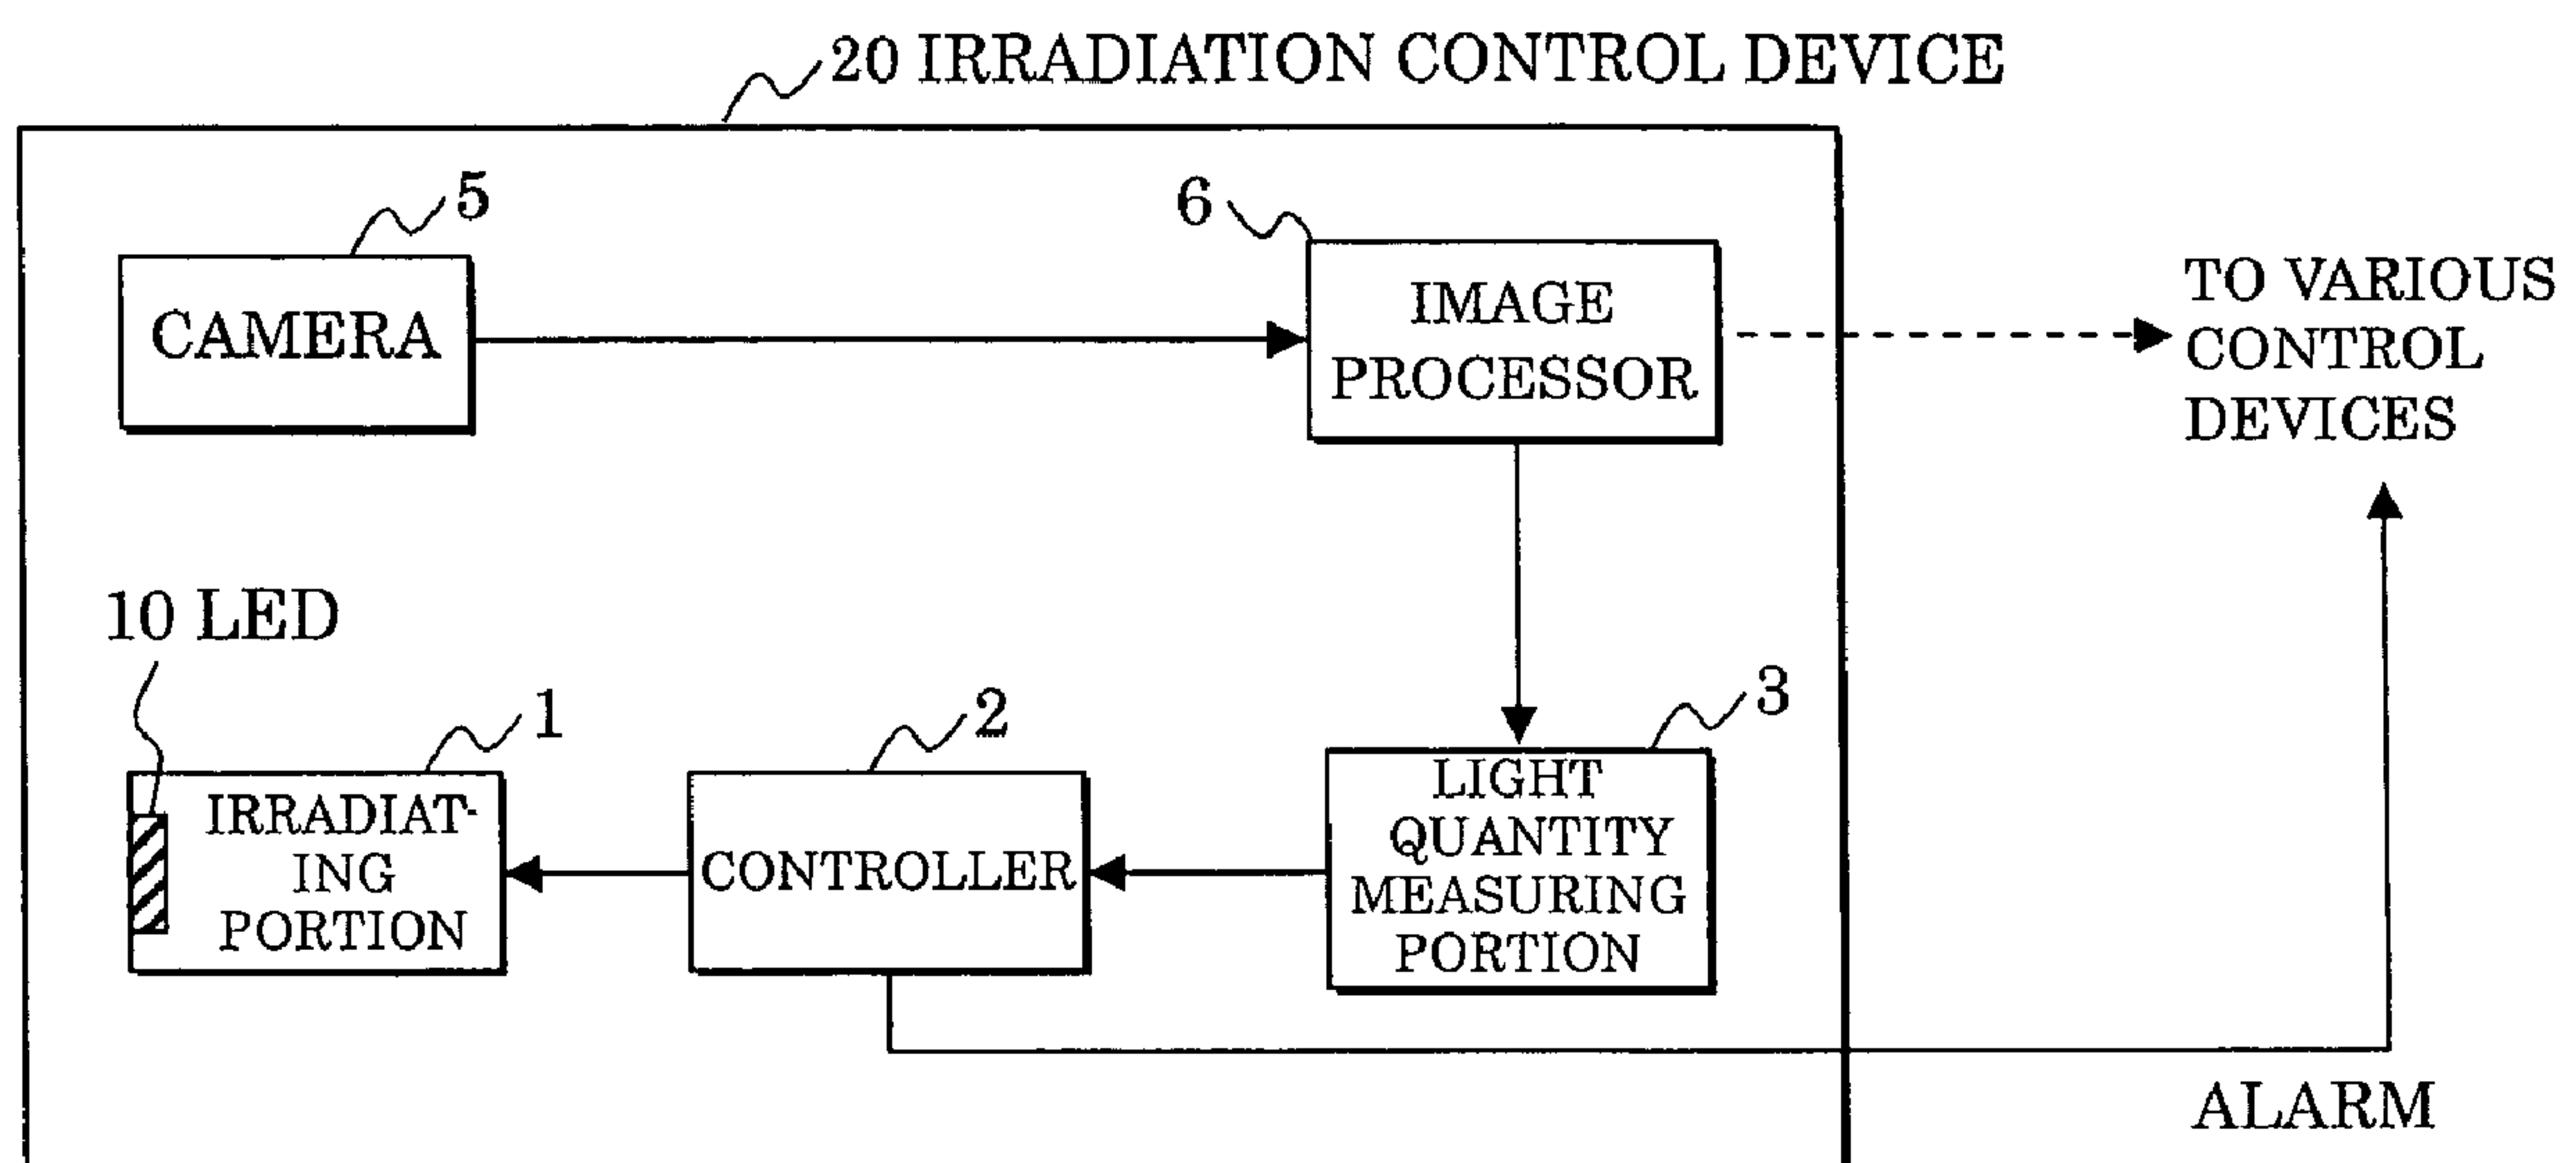 20 IRRADIATION CONTROL DEVICE
5
CAMERA
6
IMAGE
PROCESSOR
TO VARIOUS
CONTROL
DEVICES
10 LED
1
IRRADIAT-
ING
PORTION
2
CONTROLLER
3
LIGHT
QUANTITY
MEASURING
PORTION
ALARM